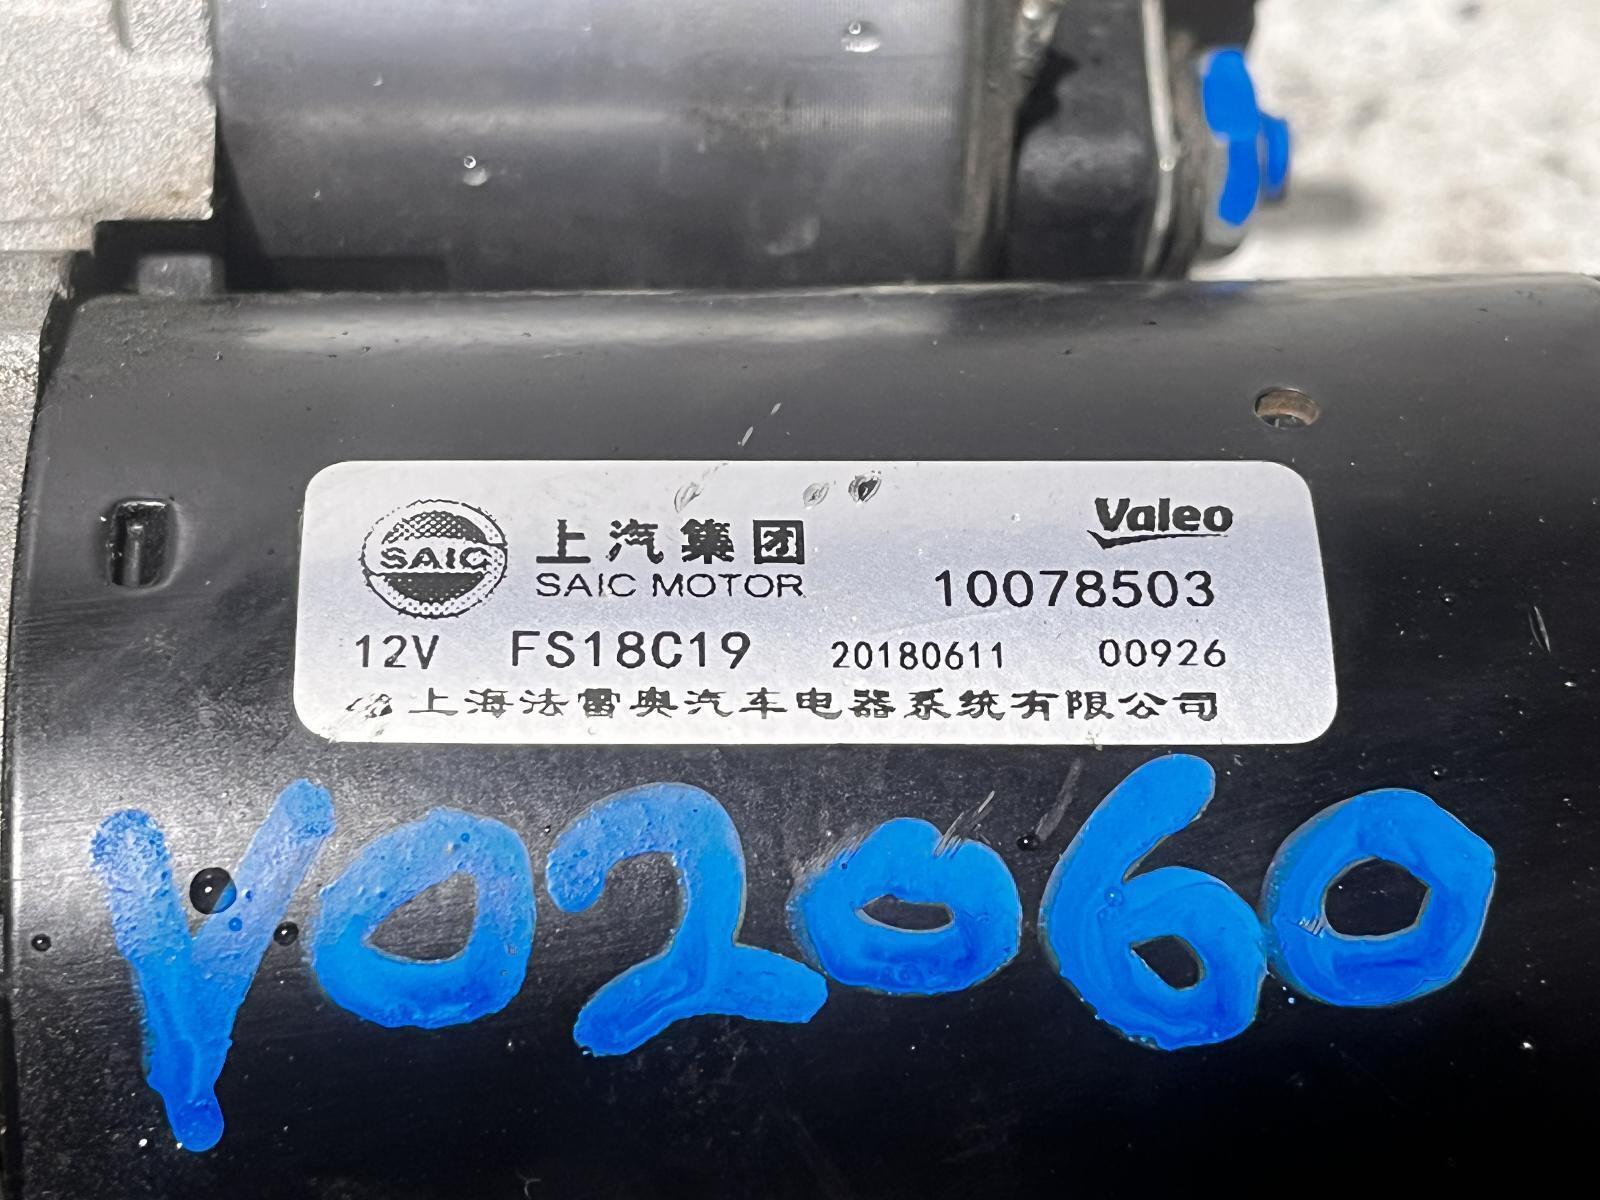 SAIC 上汽集团 Valeo
SAIC MOTOR 10078503
12V FS18C19 20180611 00926
上海法雷奥汽车电器系统有限公司
V02060